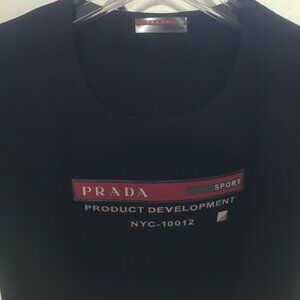 PRADA
PRADA SPORT
PRODUCT DEVELOPMENT
NYC-10012